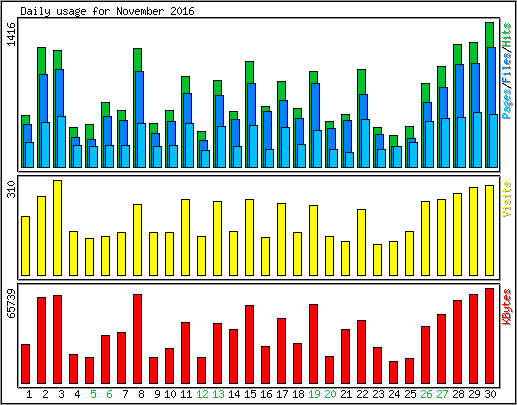 Daily usage for November 2016
1416
Pages/Files/Hits
310
Visits
65739
KBytes
1 2 3 4 5 6 7 8 9 10 11 12 13 14 15 16 17 18 19 20 21 22 23 24 25 26 27 28 29 30